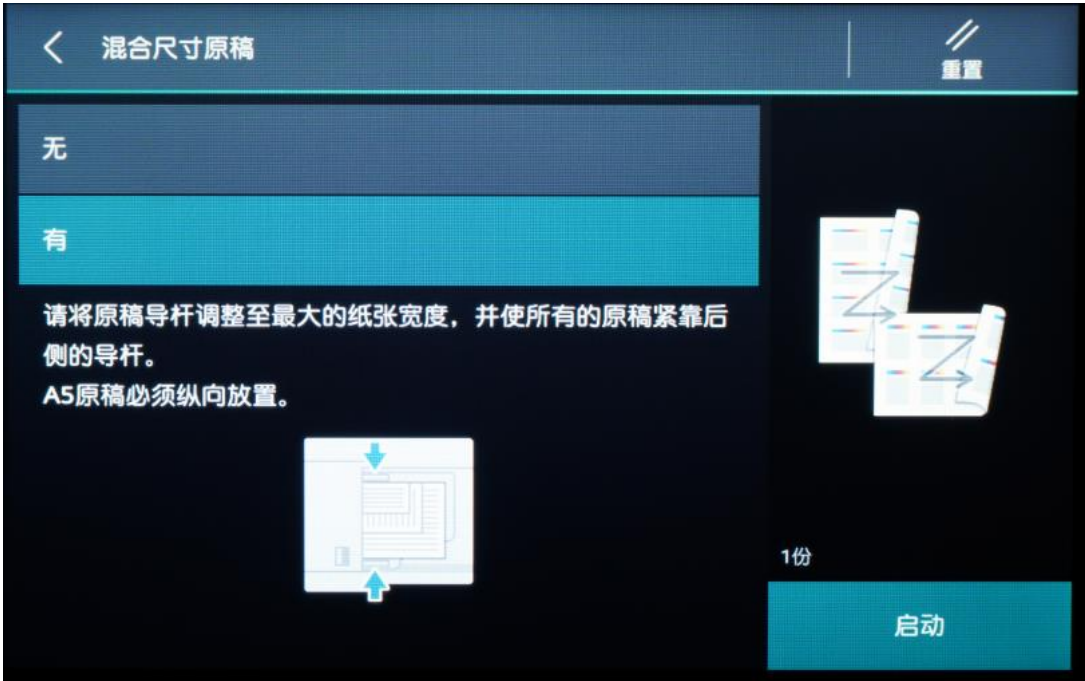 混合尺寸原稿
重置
无
有
请将原稿导杆调整至最大的纸张宽度，并使所有的原稿紧靠后
侧的导杆。
A5原稿必须纵向放置。
1份
启动